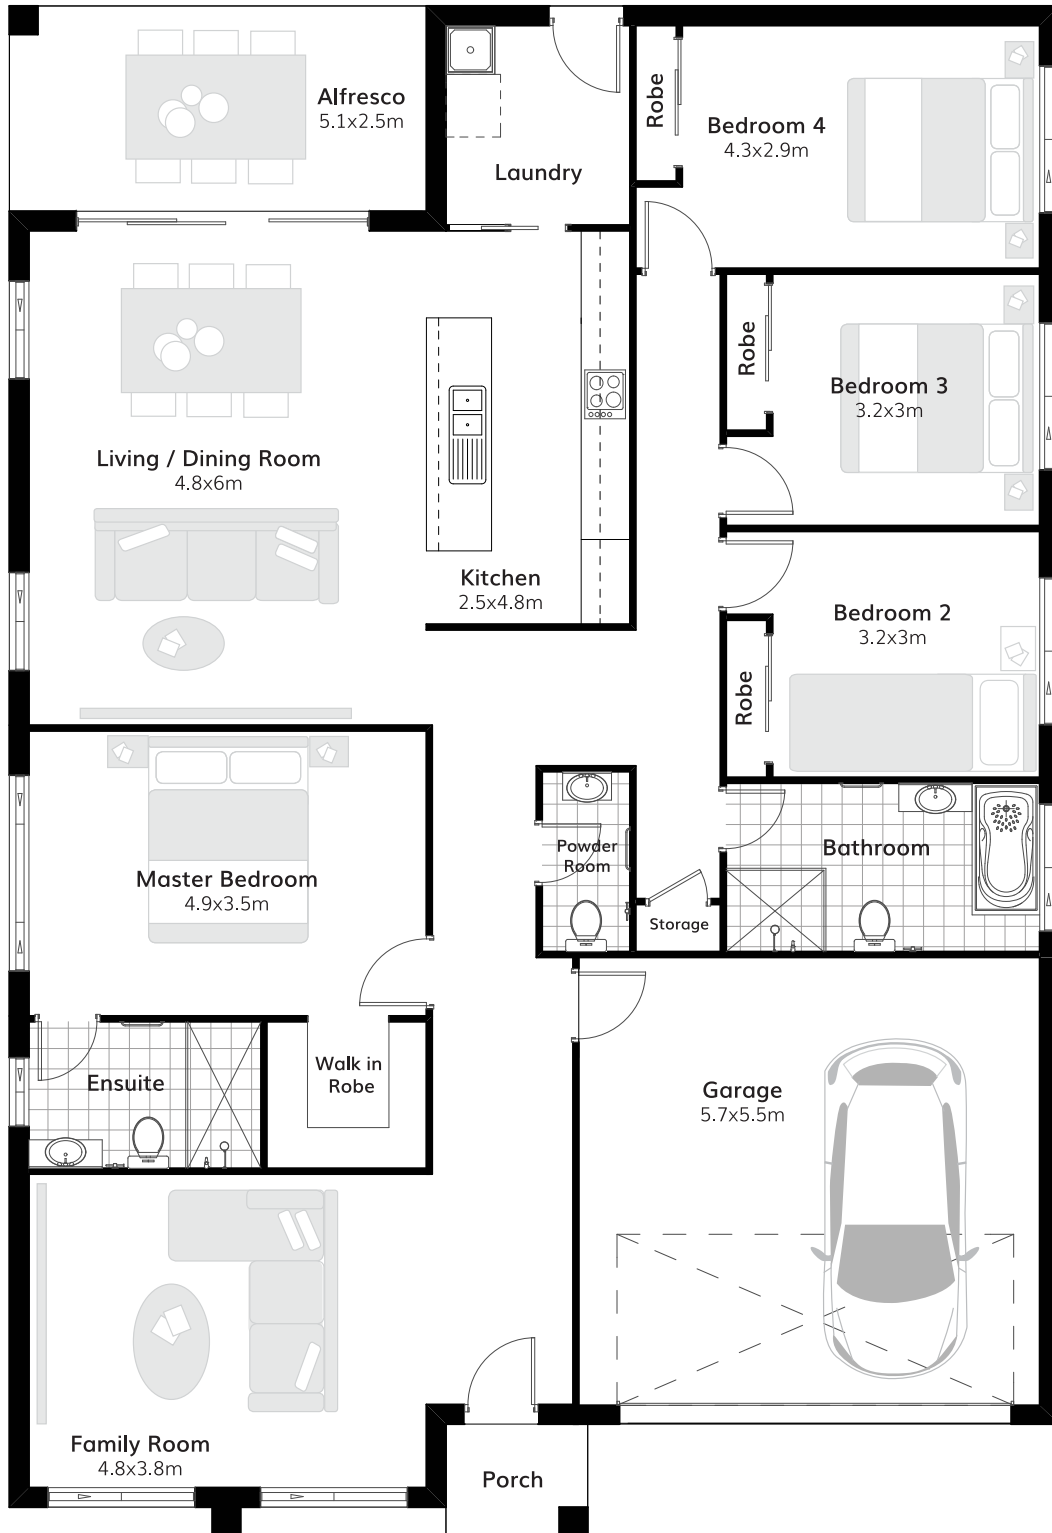 Alfresco
5.1x2.5m
Laundry
Robe
Bedroom 4
4.3x2.9m
Robe
Bedroom 3
3.2x3m
Living / Dining Room
4.8x6m
Kitchen
2.5x4.8m
Bedroom 2
3.2x3m
Robe
Master Bedroom
4.9x3.5m
Powder
Room
Bathroom
Storage
Ensuite
Walk in
Robe
Garage
5.7x5.5m
Family Room
4.8x3.8m
Porch